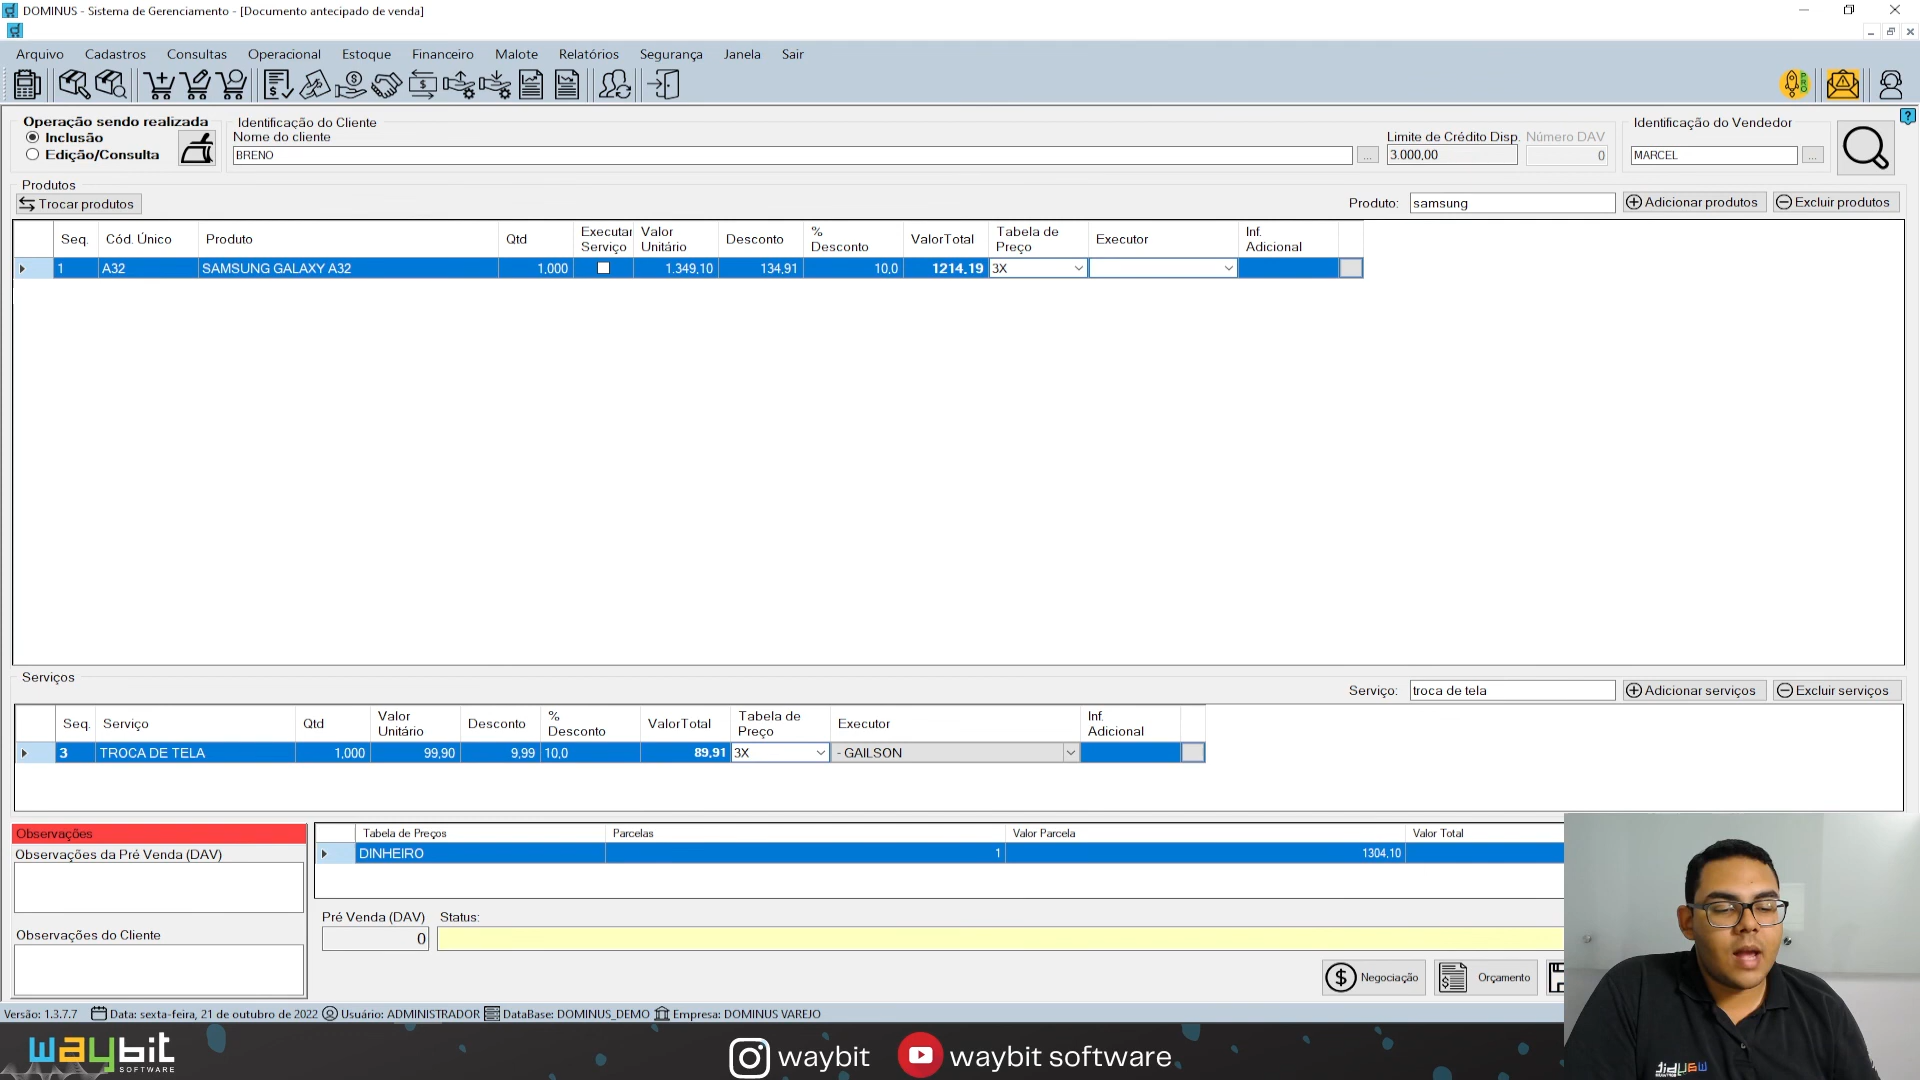 DOMINUS - Sistema de Gerenciamento - [Documento antecipado de venda]
Arquivo Cadastros Consultas Operacional Estoque Financeiro Malote Relatórios Segurança Janela Sair
PRO
?
Operação sendo realizada
Inclusão
Edição/Consulta
Identificação do Cliente
Nome do cliente
BRENO
...
Limite de Crédito Disp.
3.000,00
Número DAV
0
Identificação do Vendedor
MARCEL
...
Produtos
Trocar produtos
Produto: samsung
Adicionar produtos
Excluir produtos
Seq. Cód. Único Produto Qtd Executar Serviço Valor Unitário Desconto % Desconto ValorTotal Tabela de Preço Executor Inf. Adicional
1 A32 SAMSUNG GALAXY A32 1,000 1.349,10 134,91 10,0 1214,19 3X
Serviços
Serviço: troca de tela
Adicionar serviços
Excluir serviços
Seq. Serviço Qtd Valor Unitário Desconto % Desconto ValorTotal Tabela de Preço Executor Inf. Adicional
3 TROCA DE TELA 1,000 99,90 9,99 10,0 89,91 3X - GAILSON
Observações
Observações da Pré Venda (DAV)
Observações do Cliente
Tabela de Preços Parcelas Valor Parcela Valor Total
DINHEIRO 1 1304,10
Pré Venda (DAV) Status:
0
Negociação
Orçamento
Versão: 1.3.7.7 Data: sexta-feira, 21 de outubro de 2022 Usuário: ADMINISTRADOR DataBase: DOMINUS_DEMO Empresa: DOMINUS VAREJO
waybit
SOFTWARE
waybit
waybit software